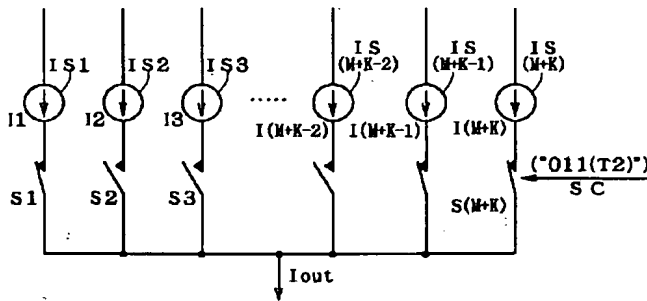 IS1 IS2 IS3 IS (M+K-2) IS (M+K-1) IS (M+K)
I1 I2 I3 ..... I(M+K-2) I(M+K-1) I(M+K)
("011(T2)")
SC
S1 S2 S3 S(M+K)
Iout